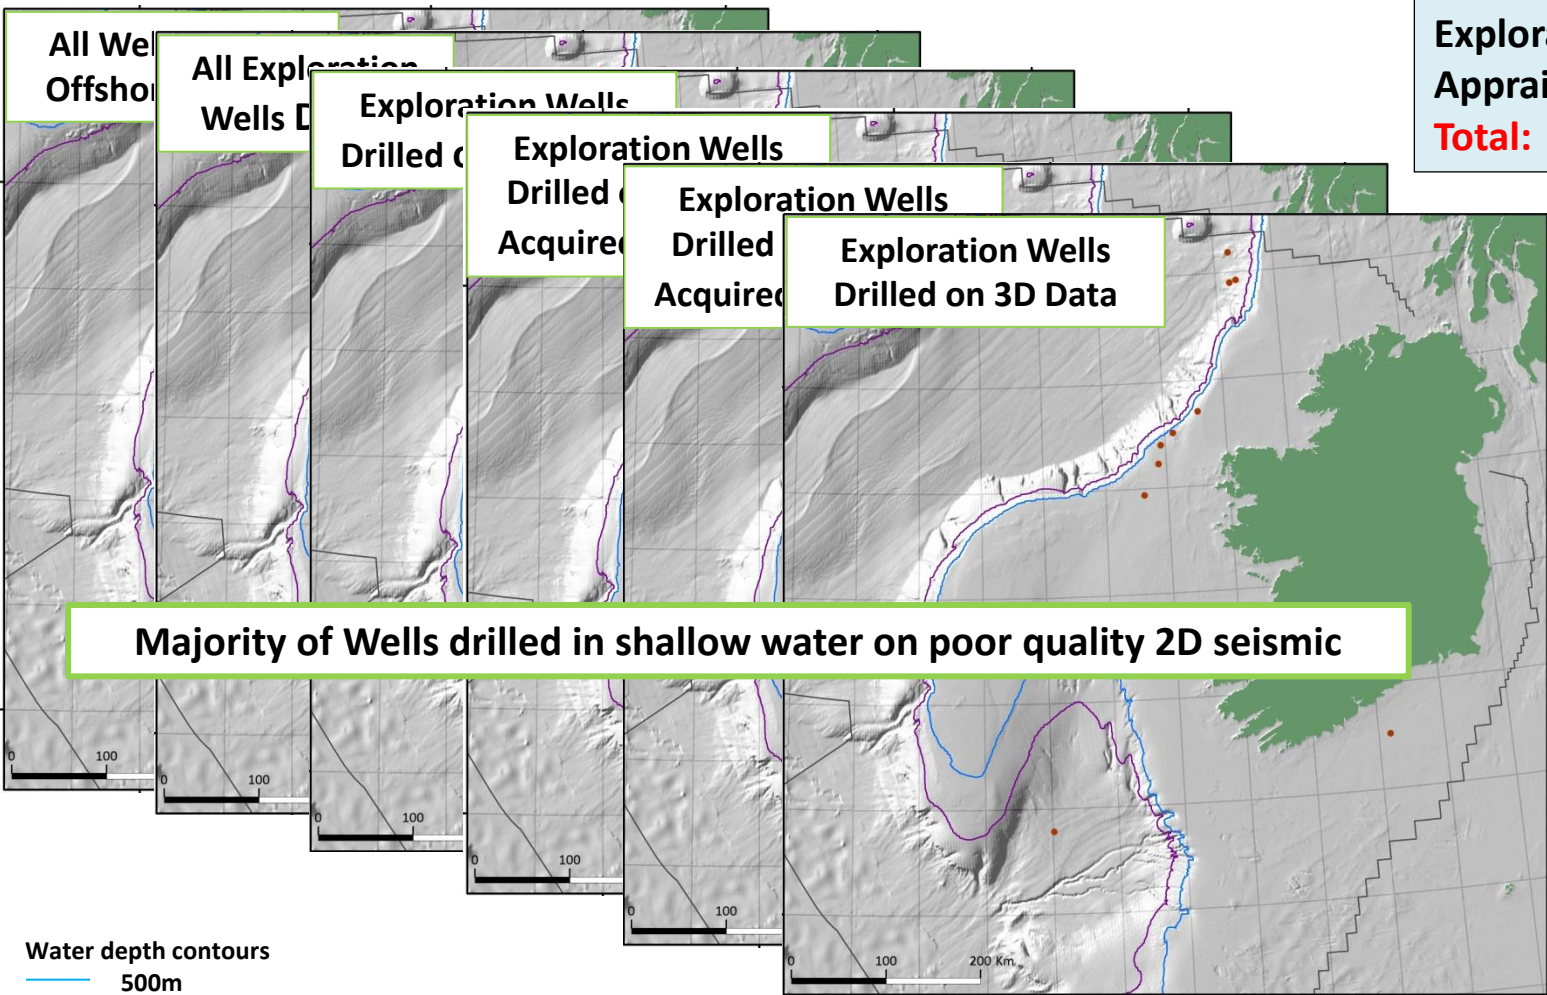 All
Offshor
All Exploration
Wells
Exploration Wells
Drilled
Exploration Wells
Drilled
Acquired
Exploration Wells
Drilled
Acquired
Exploration Wells
Drilled on 3D Data
Explora
Apprai
Total:
Majority of Wells drilled in shallow water on poor quality 2D seismic
0 100
0 100
0 100
0 100
0 100
0 100 200 Km
Water depth contours
500m